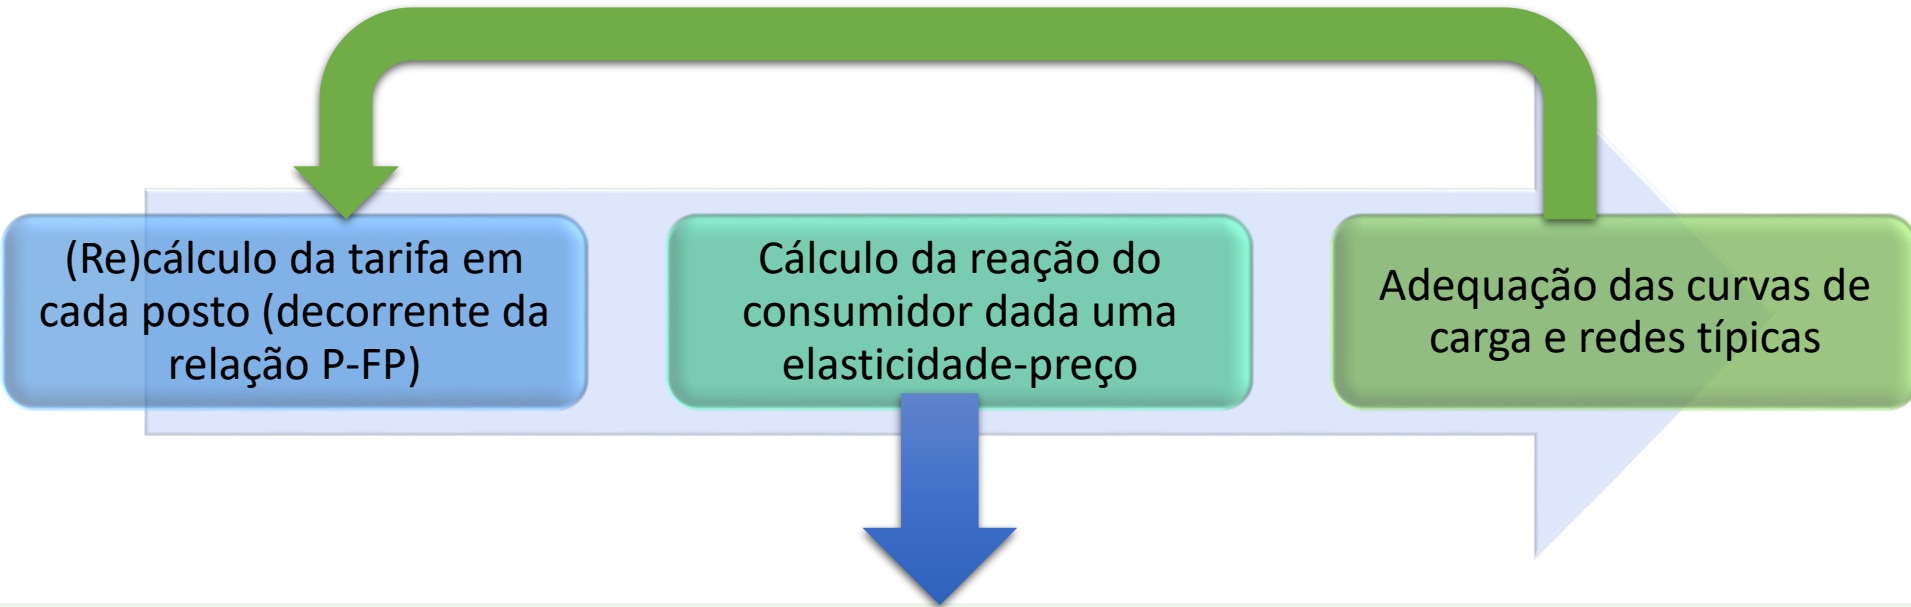 (Re)cálculo da tarifa em
cada posto (decorrente da
relação P-FP)
Cálculo da reação do
consumidor dada uma
elasticidade-preço
Adequação das curvas de
carga e redes típicas